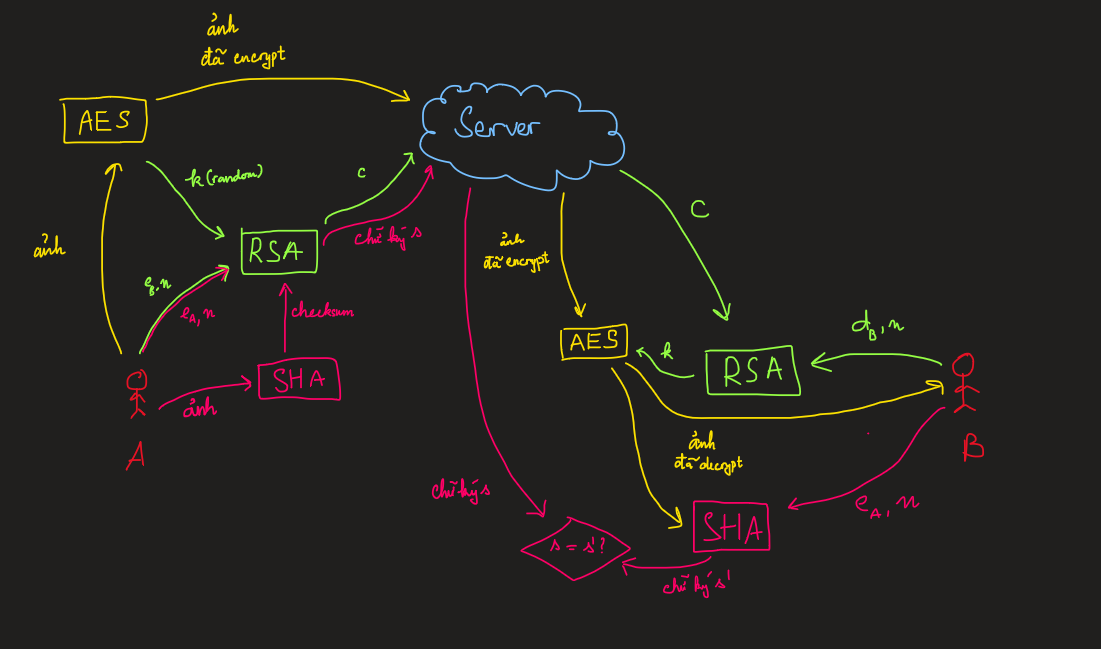 ảnh
đã encrypt
AES
Server
k (random)
c
ảnh
RSA
chữ ký s
C
e_B, n
e_A, n
checksum
ảnh
đã encrypt
SHA
ảnh
AES
k
RSA
d_B, n
A
B
ảnh
đã decrypt
chữ ký s
e_A, n
SHA
s = s'?
chữ ký s'